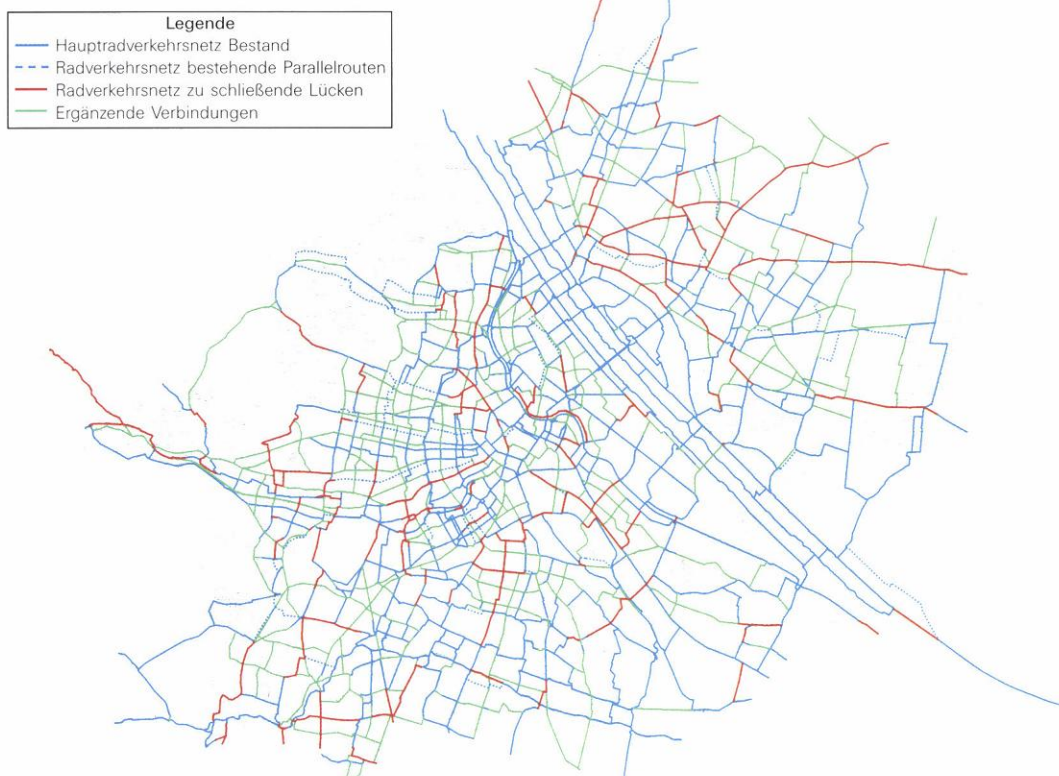 Legende
Hauptradverkehrsnetz Bestand
Radverkehrsnetz bestehende Parallelrouten
Radverkehrsnetz zu schließende Lücken
Ergänzende Verbindungen